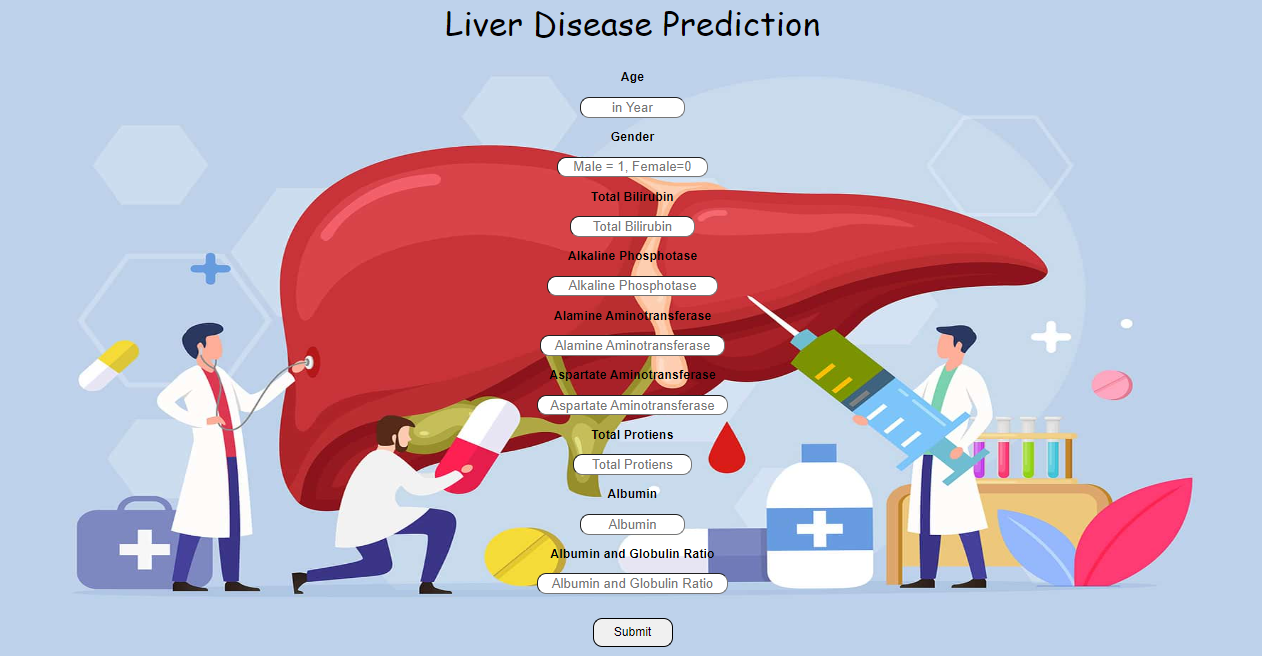 Liver Disease Prediction
Age
in Year
Gender
Male = 1, Female=0
Total Bilirubin
Total Bilirubin
Alkaline Phosphotase
Alkaline Phosphotase
Alamine Aminotransferase
Alamine Aminotransferase
Aspartate Aminotransferase
Aspartate Aminotransferase
Total Protiens
Total Protiens
Albumin
Albumin
Albumin and Globulin Ratio
Albumin and Globulin Ratio
Submit